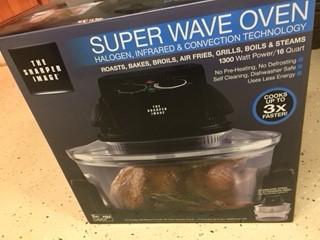 SUPER WAVE OVEN
HALOGEN, INFRARED & CONVECTION TECHNOLOGY
ROASTS, BAKES, BROILS, AIR FRIES, GRILLS, BOILS & STEAMS
1300 Watt Power/16 Quart
No Pre-Heating, No Defrosting
Self Cleaning, Dishwasher Safe
Uses Less Energy
COOKS UP TO
3x
FASTER!
THE
SHARPER
IMAGE
THE
SHARPER
IMAGE